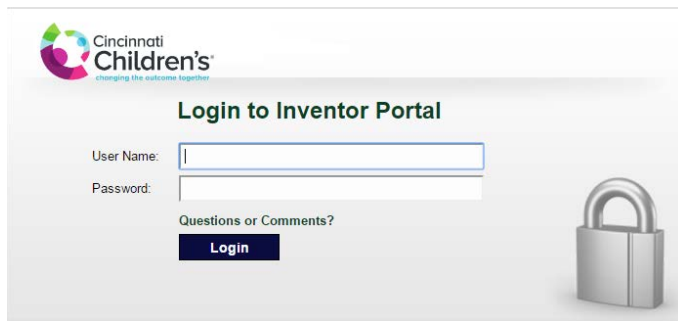 Cincinnati
Children's
changing the outcome together
Login to Inventor Portal
User Name:
Password:
Questions or Comments?
Login